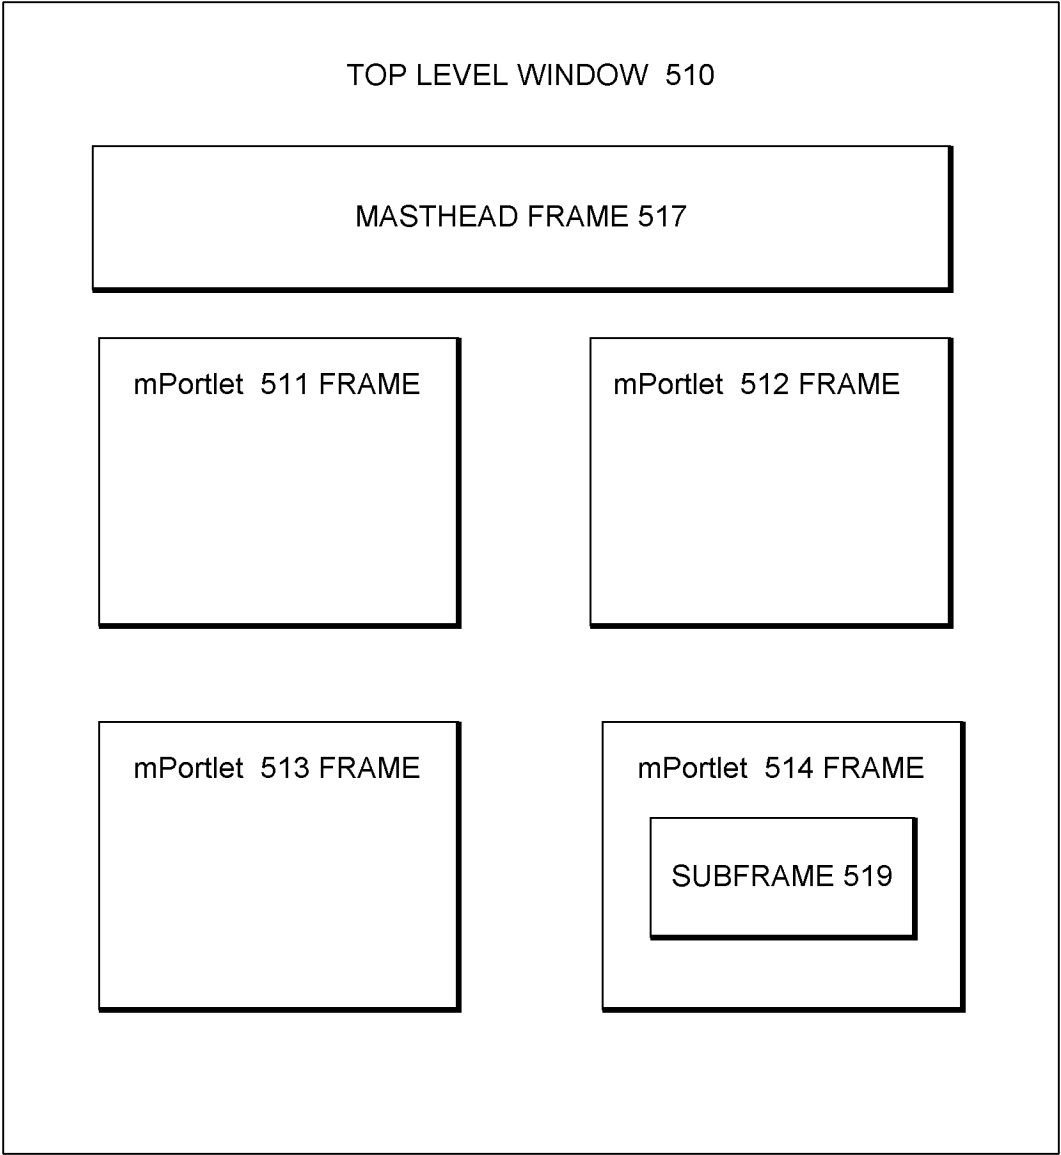 TOP LEVEL WINDOW 510
MASTHEAD FRAME 517
mPortlet 511 FRAME
mPortlet 512 FRAME
mPortlet 513 FRAME
mPortlet 514 FRAME
SUBFRAME 519